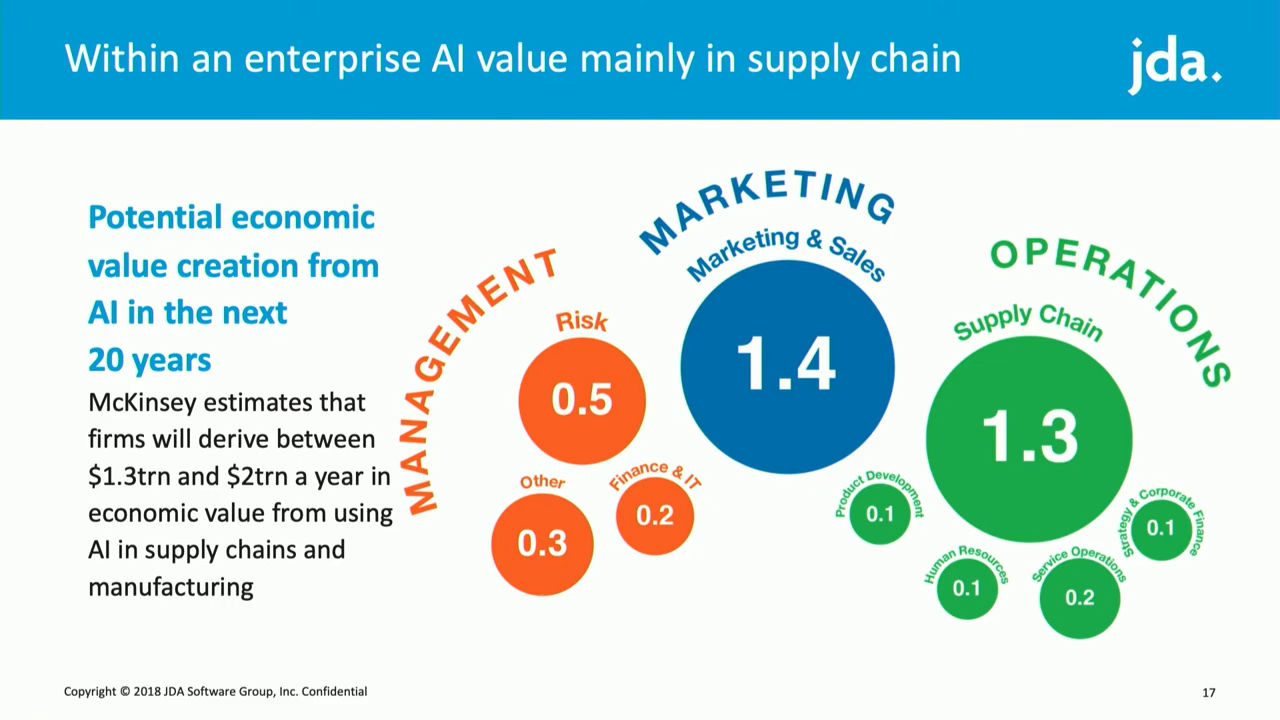 Within an enterprise AI value mainly in supply chain
jda.
Potential economic
value creation from
AI in the next
20 years
McKinsey estimates that
firms will derive between
$1.3trn and $2trn a year in
economic value from using
AI in supply chains and
manufacturing
MANAGEMENT
Risk
0.5
Other
0.3
Finance & IT
0.2
MARKETING
Marketing & Sales
1.4
OPERATIONS
Supply Chain
1.3
Product Development
0.1
Human Resources
0.1
Service Operations
0.2
Strategy & Corporate Finance
0.1
Copyright © 2018 JDA Software Group, Inc. Confidential
17